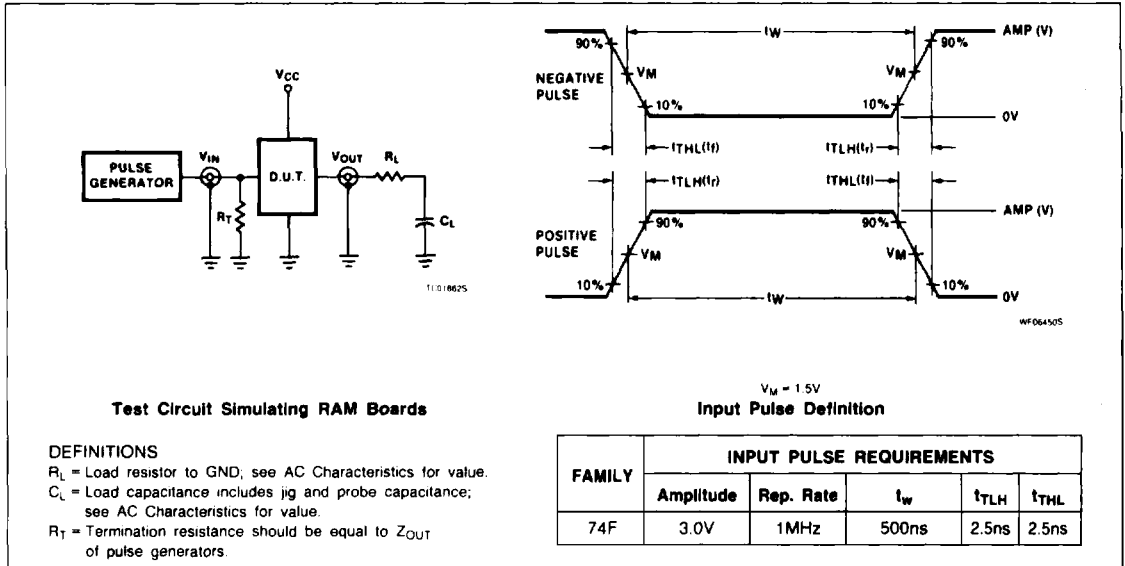 VCC
PULSE
GENERATOR
VIN
RT
D.U.T.
VOUT
RL
CL
Test Circuit Simulating RAM Boards
DEFINITIONS
RL = Load resistor to GND; see AC Characteristics for value.
CL = Load capacitance includes jig and probe capacitance;
see AC Characteristics for value.
RT = Termination resistance should be equal to ZOUT
of pulse generators.
NEGATIVE
PULSE
90%
VM
10%
tW
10%
VM
90%
AMP (V)
0V
tTHL(tf)
tTLH(tr)
tTLH(tr)
tTHL(tf)
POSITIVE
PULSE
10%
VM
90%
tW
90%
VM
10%
AMP (V)
0V
WF06450S
VM = 1.5V
Input Pulse Definition
FAMILY
INPUT PULSE REQUIREMENTS
Amplitude Rep. Rate tw tTLH tTHL
74F 3.0V 1MHz 500ns 2.5ns 2.5ns